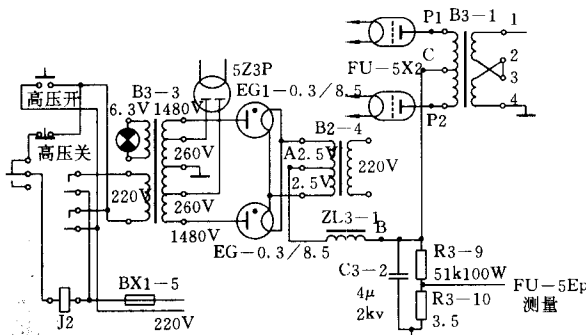 P1
B3-1
1
2
3
4
C
P2
FU-5X2
5Z3P
EG1-0.3/8.5
B3-3
6.3V
1480V
260V
260V
1480V
220V
高压开
高压关
EG-0.3/8.5
B2-4
A2.5V
2.5V
220V
ZL3-1
B
C3-2
4μ
2kv
R3-9
51k100W
R3-10
3.5
FU-5Ep
测量
BX1-5
J2
220V